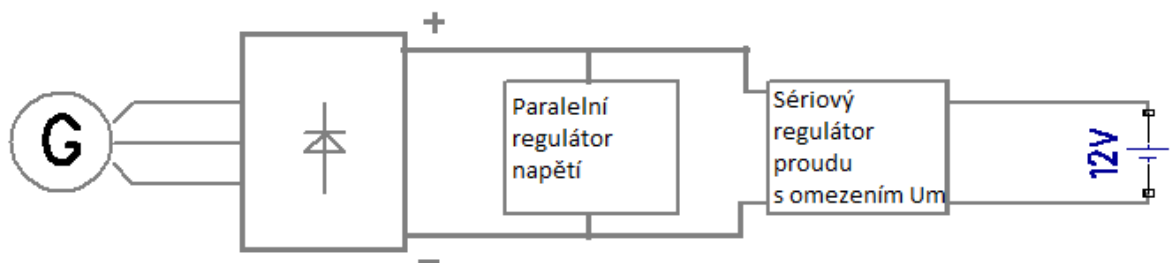 +
G
Paralelní
regulátor
napětí
Sériový
regulátor
proudu
s omezením Um
12V
−